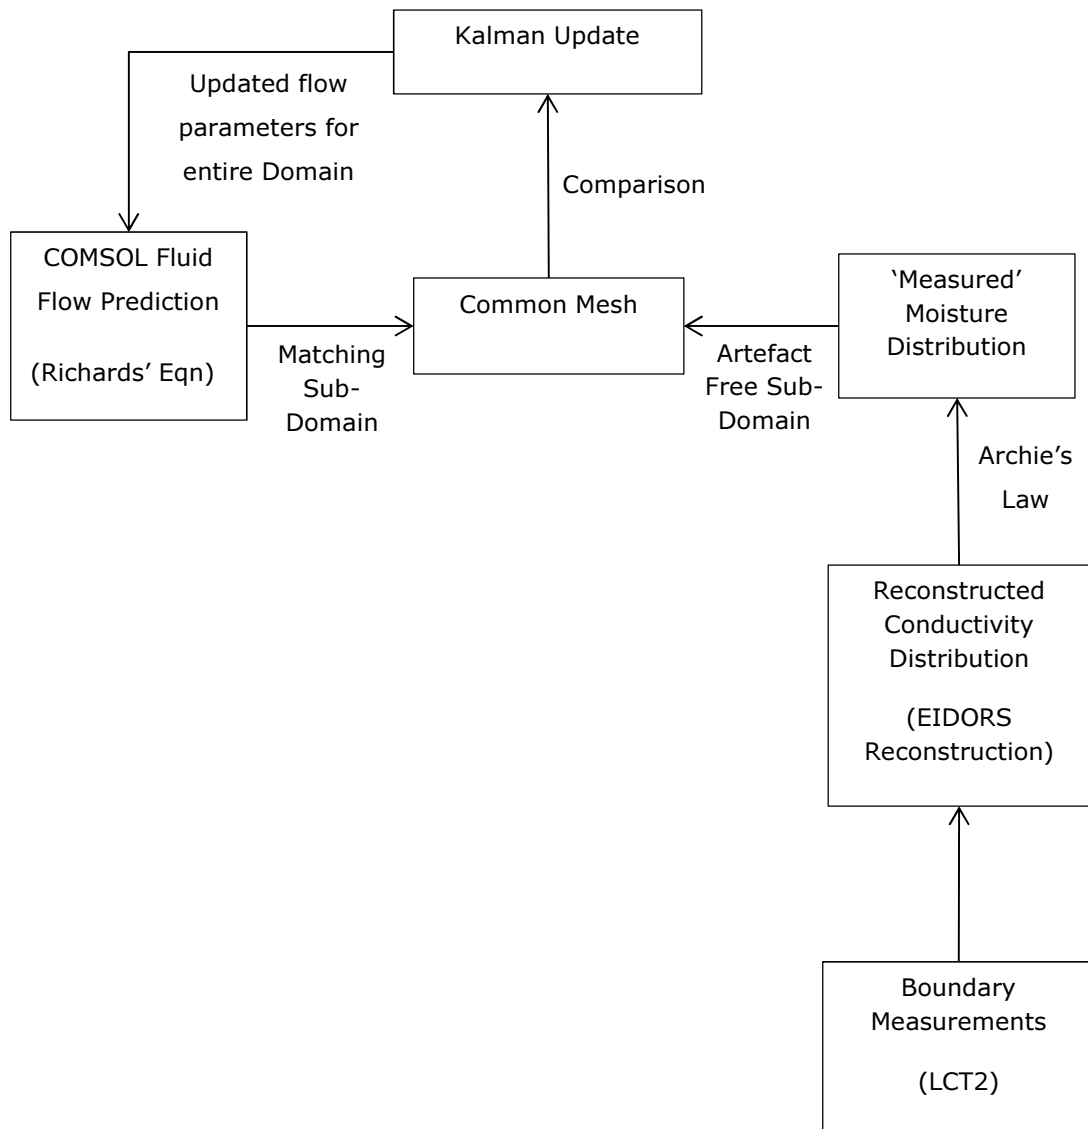 Kalman Update
Updated flow
parameters for
entire Domain
Comparison
COMSOL Fluid
Flow Prediction
(Richards’ Eqn)
Matching
Sub-
Domain
Common Mesh
Artefact
Free Sub-
Domain
‘Measured’
Moisture
Distribution
Archie’s
Law
Reconstructed
Conductivity
Distribution
(EIDORS
Reconstruction)
Boundary
Measurements
(LCT2)